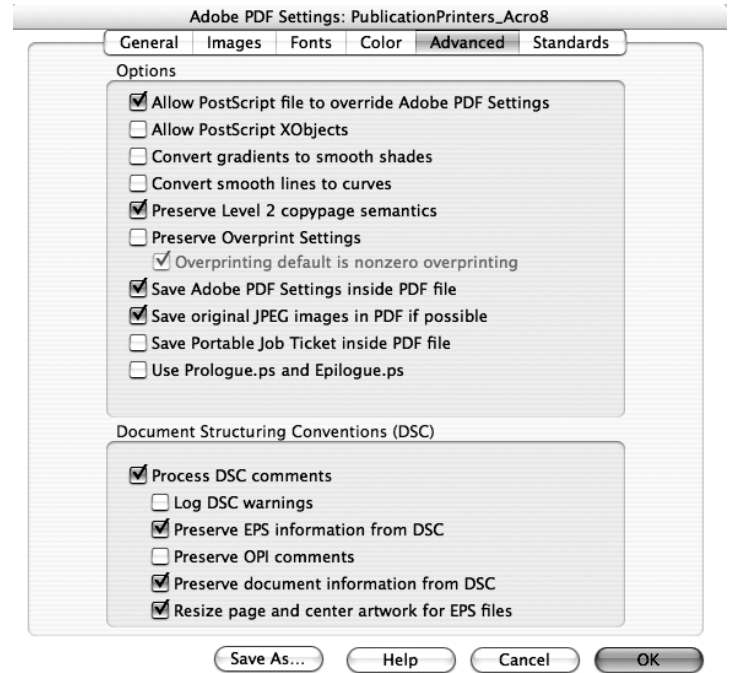 Adobe PDF Settings: PublicationPrinters_Acro8
General Images Fonts Color Advanced Standards
Options
Allow PostScript file to override Adobe PDF Settings
Allow PostScript XObjects
Convert gradients to smooth shades
Convert smooth lines to curves
Preserve Level 2 copypage semantics
Preserve Overprint Settings
Overprinting default is nonzero overprinting
Save Adobe PDF Settings inside PDF file
Save original JPEG images in PDF if possible
Save Portable Job Ticket inside PDF file
Use Prologue.ps and Epilogue.ps
Document Structuring Conventions (DSC)
Process DSC comments
Log DSC warnings
Preserve EPS information from DSC
Preserve OPI comments
Preserve document information from DSC
Resize page and center artwork for EPS files
Save As... Help Cancel OK